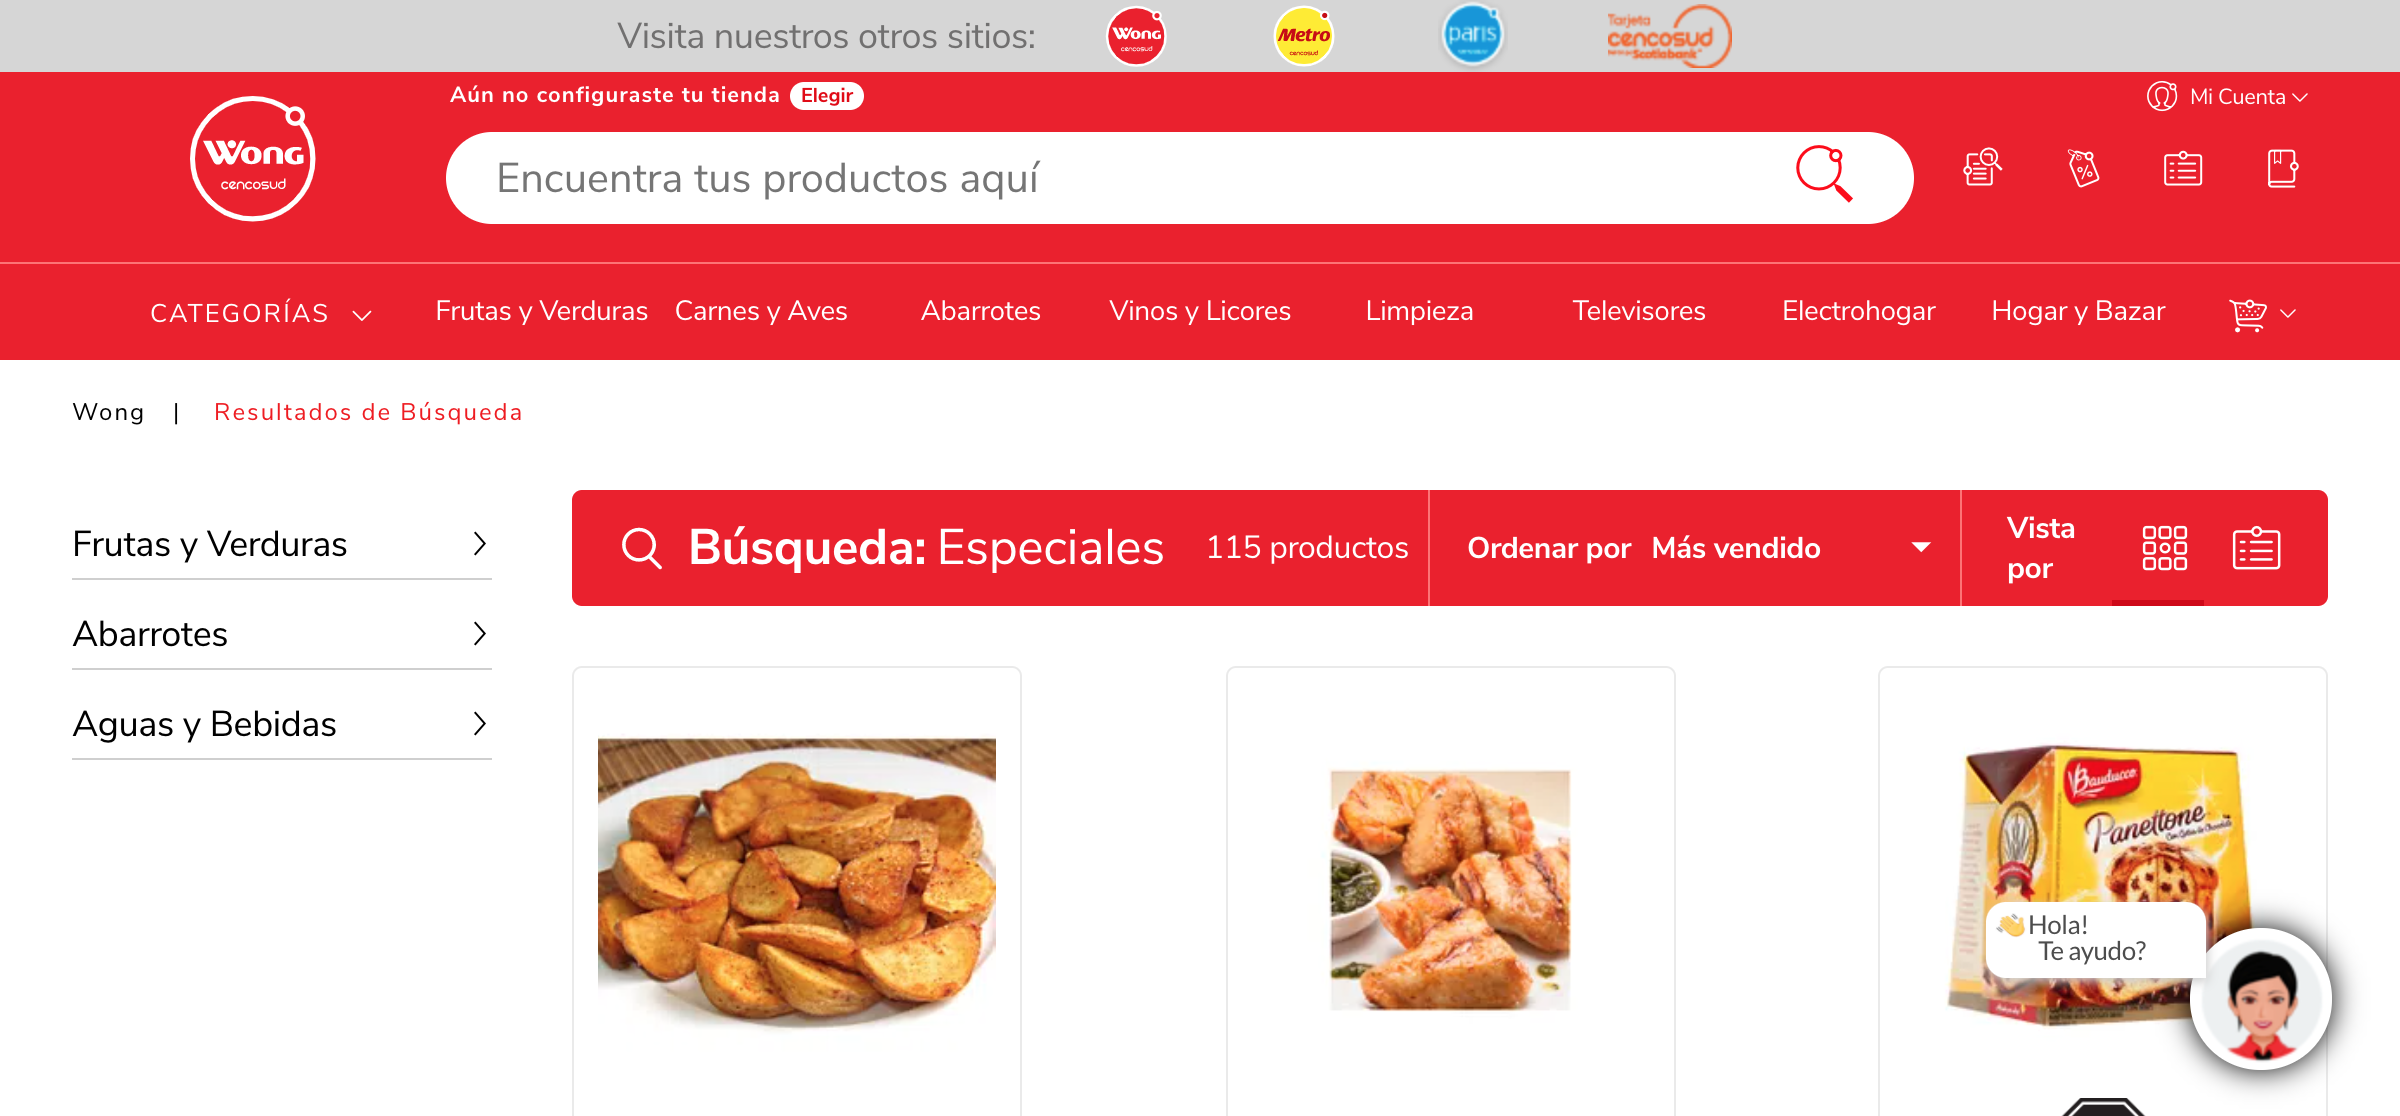 Visita nuestros otros sitios:
Wong
cencosud
Metro
cencosud
paris
Tarjeta
cencosud
Scotiabank
Aún no configuraste tu tienda Elegir
Mi Cuenta
Wong
cencosud
Encuentra tus productos aquí
CATEGORÍAS
Frutas y Verduras
Carnes y Aves
Abarrotes
Vinos y Licores
Limpieza
Televisores
Electrohogar
Hogar y Bazar
Wong | Resultados de Búsqueda
Frutas y Verduras
Abarrotes
Aguas y Bebidas
Búsqueda: Especiales
115 productos
Ordenar por Más vendido
Vista
por
Bauducco
Panettone
👋Hola!
Te ayudo?